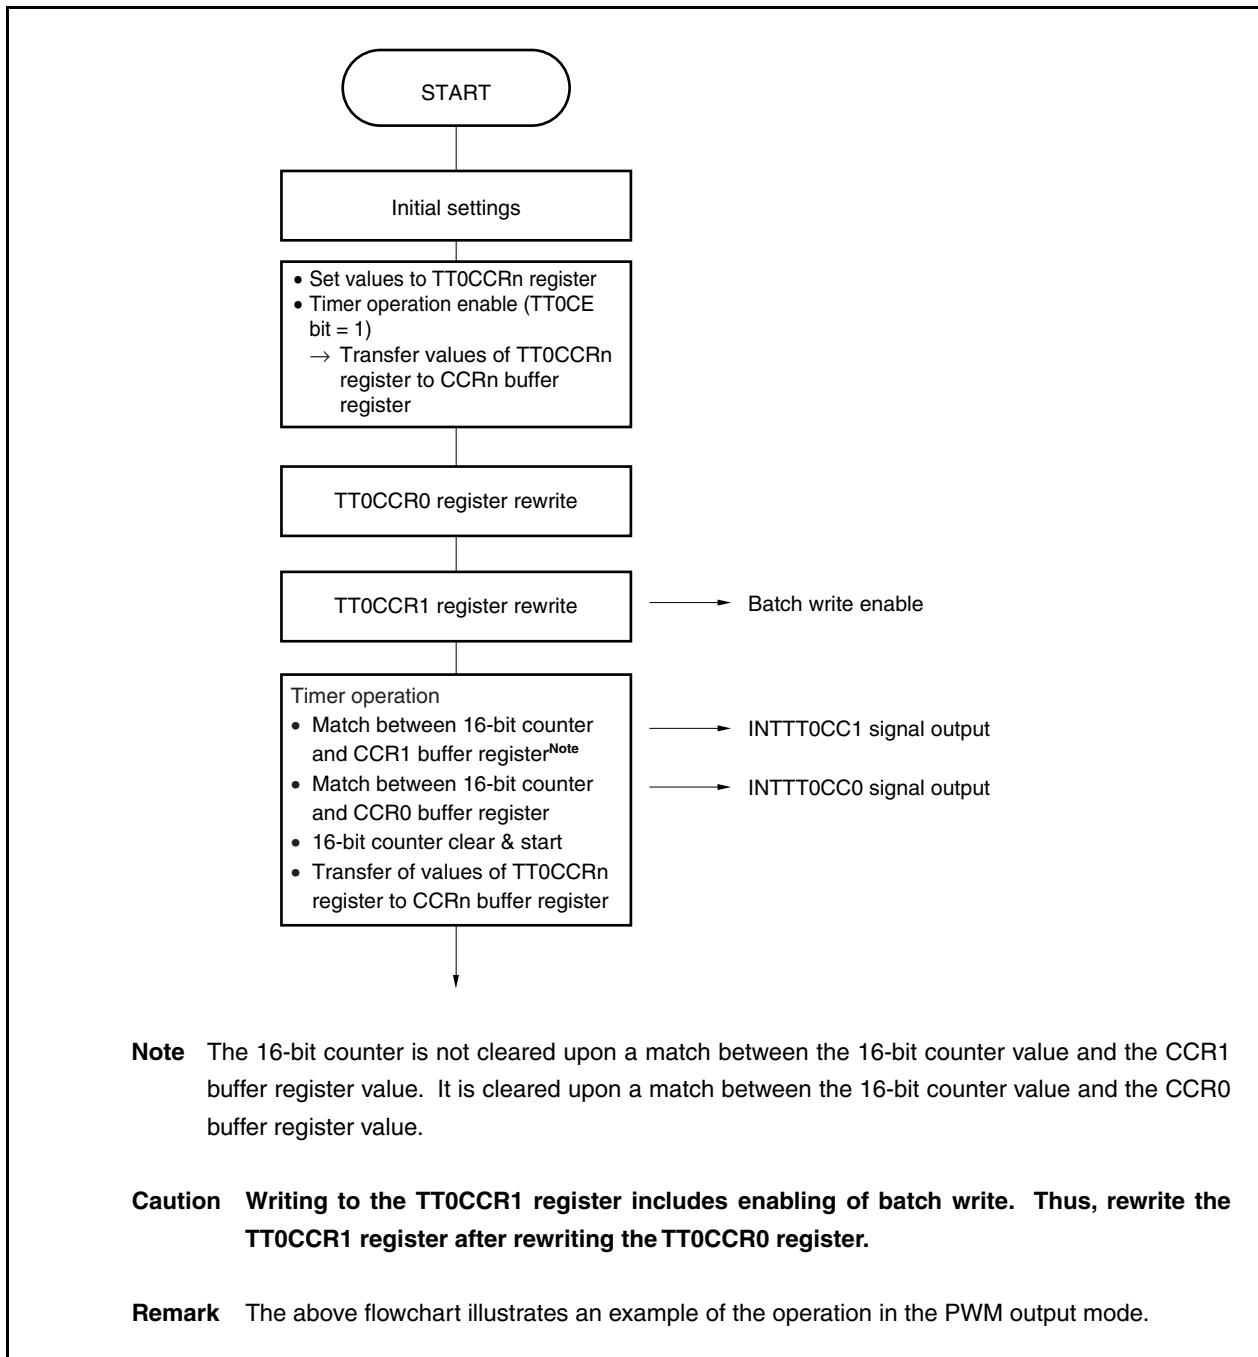 START
Initial settings
• Set values to TT0CCRn register
• Timer operation enable (TT0CE
bit = 1)
→ Transfer values of TT0CCRn
register to CCRn buffer
register
TT0CCR0 register rewrite
TT0CCR1 register rewrite
Batch write enable
Timer operation
• Match between 16-bit counter
and CCR1 buffer registerNote
INTTT0CC1 signal output
• Match between 16-bit counter
and CCR0 buffer register
INTTT0CC0 signal output
• 16-bit counter clear & start
• Transfer of values of TT0CCRn
register to CCRn buffer register
Note The 16-bit counter is not cleared upon a match between the 16-bit counter value and the CCR1
buffer register value. It is cleared upon a match between the 16-bit counter value and the CCR0
buffer register value.
Caution Writing to the TT0CCR1 register includes enabling of batch write. Thus, rewrite the
TT0CCR1 register after rewriting the TT0CCR0 register.
Remark The above flowchart illustrates an example of the operation in the PWM output mode.